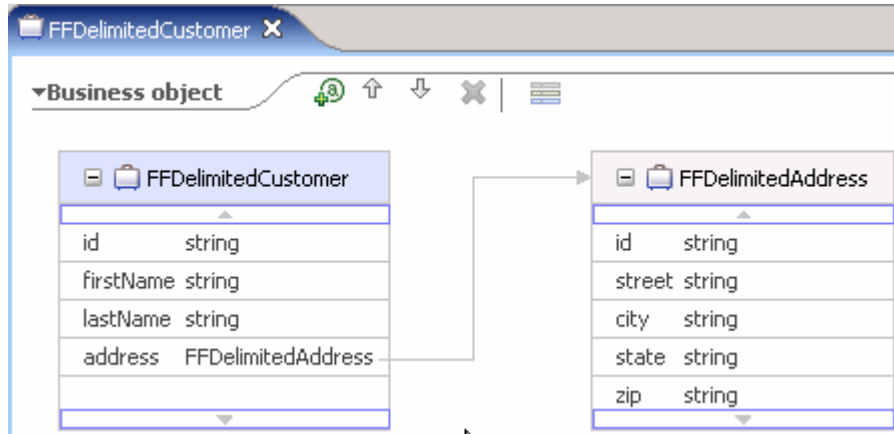 FFDelimitedCustomer
Business object
FFDelimitedCustomer
id string
firstName string
lastName string
address FFDelimitedAddress
FFDelimitedAddress
id string
street string
city string
state string
zip string